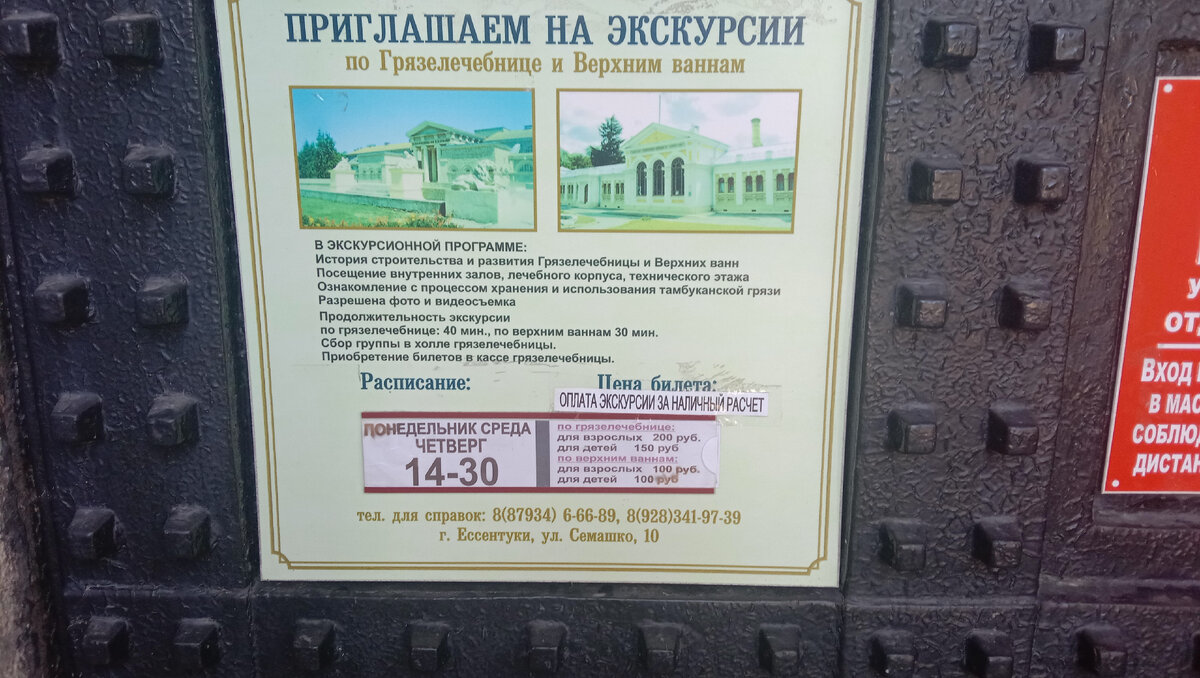 ПРИГЛАШАЕМ НА ЭКСКУРСИИ
по Грязелечебнице и Верхним ваннам
В ЭКСКУРСИОННОЙ ПРОГРАММЕ:
История строительства и развития Грязелечебницы и Верхних ванн
Посещение внутренних залов, лечебного корпуса, технического этажа
Ознакомление с процессом хранения и использования тамбуканской грязи
Разрешена фото и видеосъемка
Продолжительность экскурсии
по грязелечебнице: 40 мин., по верхним ваннам 30 мин.
Сбор группы в холле грязелечебницы.
Приобретение билетов в кассе грязелечебницы.
Расписание:
Цена билета:
ОПЛАТА ЭКСКУРСИИ ЗА НАЛИЧНЫЙ РАСЧЕТ
ПОНЕДЕЛЬНИК СРЕДА
ЧЕТВЕРГ
14-30
по грязелечебнице:
для взрослых 200 руб.
для детей 150 руб
по верхним ваннам:
для взрослых 100 руб.
для детей 100 руб
тел. для справок: 8(87934) 6-66-89, 8(928)341-97-39
г. Ессентуки, ул. Семашко, 10
ВХОД
В МАС
СОБЛЮД
ДИСТАН